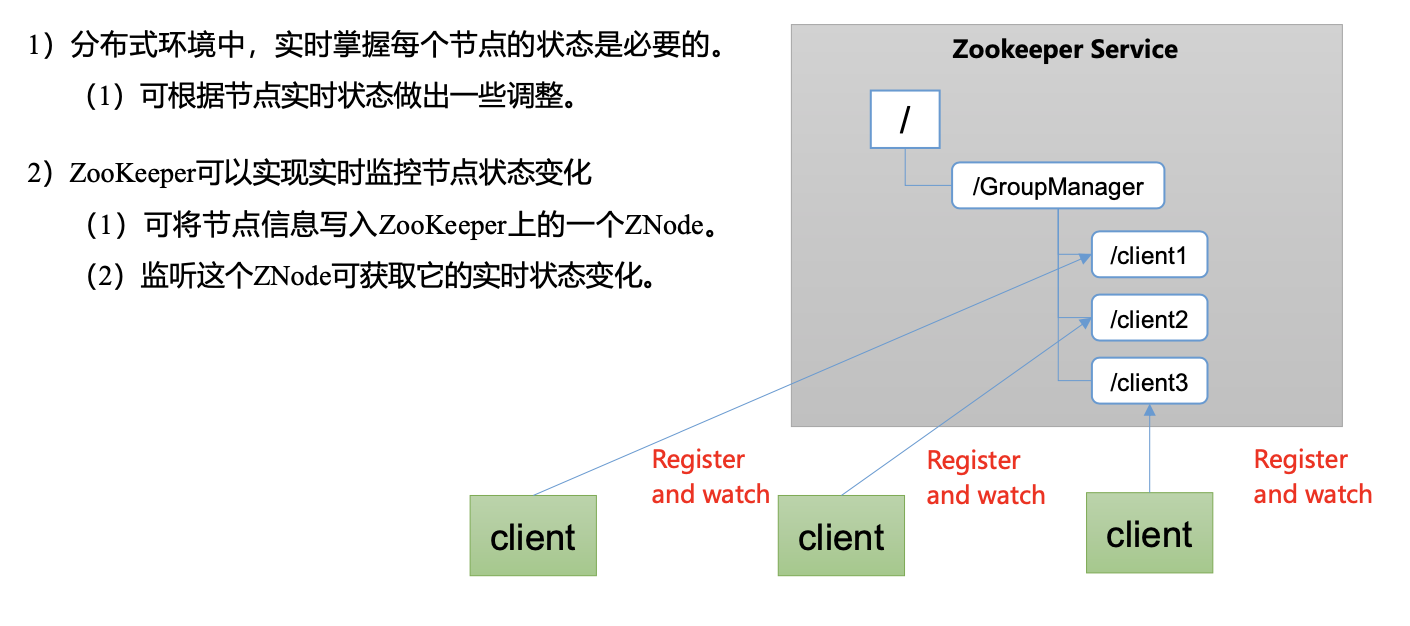 1）分布式环境中，实时掌握每个节点的状态是必要的。
（1）可根据节点实时状态做出一些调整。
2）ZooKeeper可以实现实时监控节点状态变化
（1）可将节点信息写入ZooKeeper上的一个ZNode。
（2）监听这个ZNode可获取它的实时状态变化。
Zookeeper Service
/
/GroupManager
/client1
/client2
/client3
Register
and watch
Register
and watch
Register
and watch
client
client
client